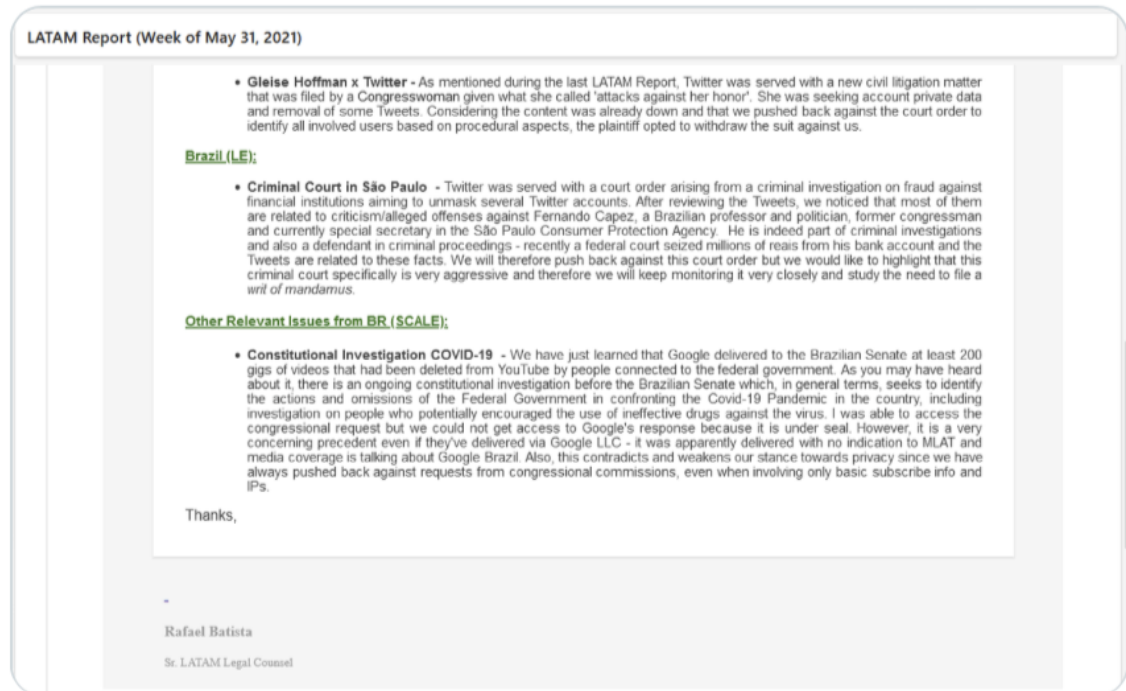 LATAM Report (Week of May 31, 2021)
• Gleise Hoffman x Twitter - As mentioned during the last LATAM Report, Twitter was served with a new civil litigation matter
that was filed by a Congresswoman given what she called 'attacks against her honor'. She was seeking account private data
and removal of some Tweets. Considering the content was already down and that we pushed back against the court order to
identify all involved users based on procedural aspects, the plaintiff opted to withdraw the suit against us.
Brazil (LE):
• Criminal Court in São Paulo - Twitter was served with a court order arising from a criminal investigation on fraud against
financial institutions aiming to unmask several Twitter accounts. After reviewing the Tweets, we noticed that most of them
are related to criticism/alleged offenses against Fernando Capez, a Brazilian professor and politician, former congressman
and currently special secretary in the São Paulo Consumer Protection Agency. He is indeed part of criminal investigations
and also a defendant in criminal proceedings - recently a federal court seized millions of reais from his bank account and the
Tweets are related to these facts. We will therefore push back against this court order but we would like to highlight that this
criminal court specifically is very aggressive and therefore we will keep monitoring it very closely and study the need to file a
writ of mandamus.
Other Relevant Issues from BR (SCALE):
• Constitutional Investigation COVID-19 - We have just learned that Google delivered to the Brazilian Senate at least 200
gigs of videos that had been deleted from YouTube by people connected to the federal government. As you may have heard
about it, there is an ongoing constitutional investigation before the Brazilian Senate which, in general terms, seeks to identify
the actions and omissions of the Federal Government in confronting the Covid-19 Pandemic in the country, including
investigation on people who potentially encouraged the use of ineffective drugs against the virus. I was able to access the
congressional request but we could not get access to Google's response because it is under seal. However, it is a very
concerning precedent even if they've delivered via Google LLC - it was apparently delivered with no indication to MLAT and
media coverage is talking about Google Brazil. Also, this contradicts and weakens our stance towards privacy since we have
always pushed back against requests from congressional commissions, even when involving only basic subscribe info and
IPs.
Thanks,
-
Rafael Batista
Sr. LATAM Legal Counsel